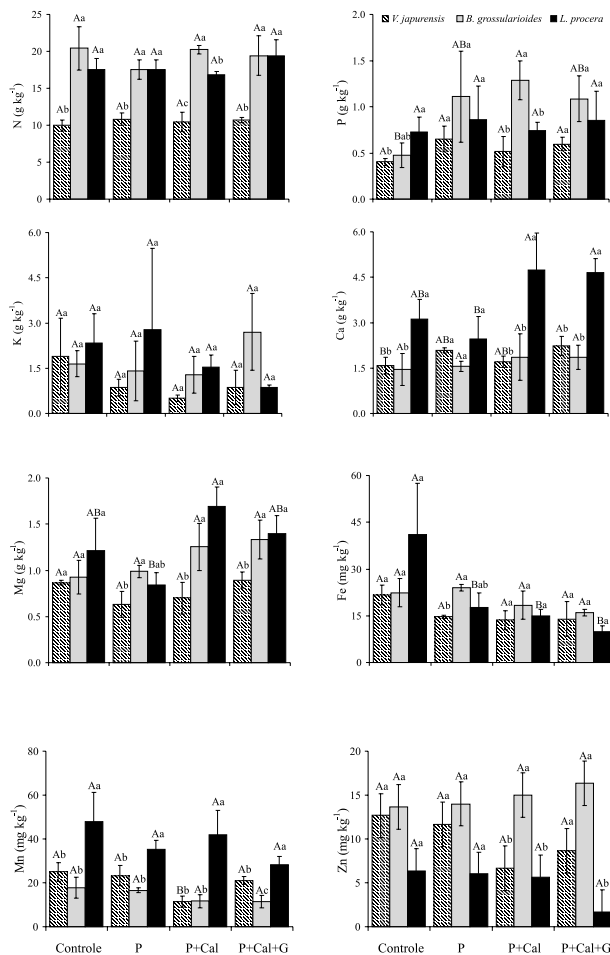 V. japurensis B. grossularioides L. procera
25
20
15
10
5
0
N (g kg-1)
Ab Aa Aa Ab Aa Aa Ac Aa Ab Ab Aa Aa
2.0
1.5
1.0
0.5
0.0
P (g kg-1)
Ab Bab Aa Aa ABa Aa Ab Aa Ab Aa ABa Aa
6.0
4.5
3.0
1.5
0.0
K (g kg-1)
Aa Aa Aa Aa Aa Aa Aa Aa Aa Aa Aa Aa
6.0
4.5
3.0
1.5
0.0
Ca (g kg-1)
Bb Ab ABa Ab Aa Ba ABb Ab Aa Ab Ab Aa
2.0
1.5
1.0
0.5
0.0
Mg (g kg-1)
Aa Aa ABa Ab Aa Bab Ab Aa Aa Ab Aa ABa
60
45
30
15
0
Fe (mg kg-1)
Aa Aa Aa Ab Aa Bab Aa Aa Ba Aa Aa Ba
80
60
40
20
0
Mn (mg kg-1)
Ab Ab Aa Ab Ab Aa Bb Ab Aa Ab Ac Aa
Controle P P+Cal P+Cal+G
20
15
10
5
0
Zn (mg kg-1)
Aa Aa Aa Aa Aa Aa Ab Aa Ab Aa Aa Ab
Controle P P+Cal P+Cal+G